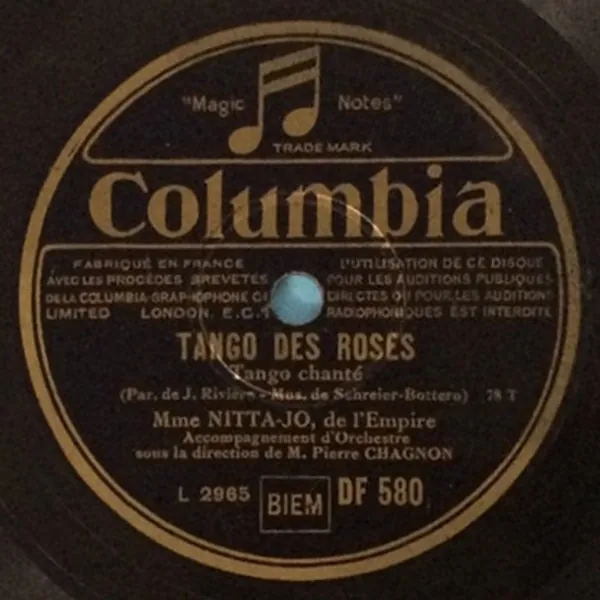 "Magic Notes"
TRADE MARK
Columbia
FABRIQUÉ EN FRANCE
AVEC LES PROCÉDÉS BREVETÉS
DE LA COLUMBIA GRAPHOPHONE
LIMITED LONDON. E.C.1
L'UTILISATION DE CE DISQUE
POUR LES AUDITIONS PUBLIQUES
DIRECTES OU POUR LES AUDITIONS
RADIOPHONIQUES EST INTERDITE
TANGO DES ROSES
Tango chanté
(Par. de J. Rivière - Mus. de Schreier-Bottero) 78 T
Mme NITTA-JO, de l'Empire
Accompagnement d'Orchestre
sous la direction de M. Pierre CHAGNON
L 2965 BIEM DF 580